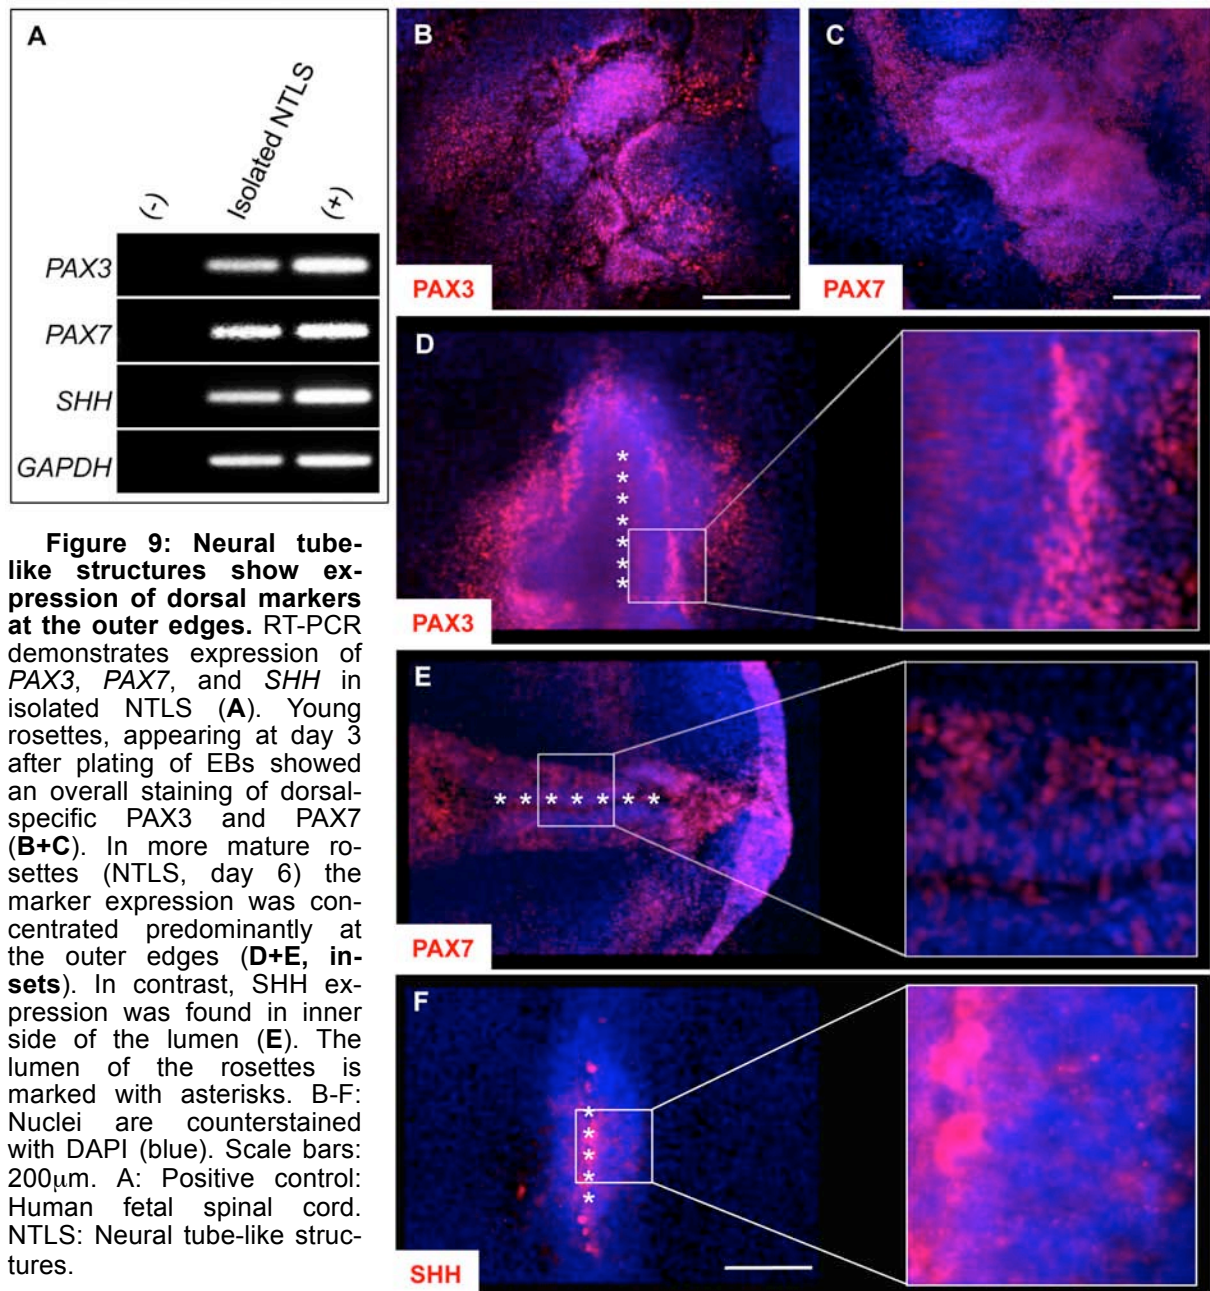 A
(-)
Isolated NTLS
(+)
PAX3
PAX7
SHH
GAPDH
B
PAX3
C
PAX7
D
*
*
*
*
*
*
*
PAX3
E
* * * * * * *
PAX7
F
*
*
*
*
*
SHH
Figure 9: Neural tube-
like structures show ex-
pression of dorsal markers
at the outer edges. RT-PCR
demonstrates expression of
PAX3, PAX7, and SHH in
isolated NTLS (A). Young
rosettes, appearing at day 3
after plating of EBs showed
an overall staining of dorsal-
specific PAX3 and PAX7
(B+C). In more mature ro-
settes (NTLS, day 6) the
marker expression was con-
centrated predominantly at
the outer edges (D+E, in-
sets). In contrast, SHH ex-
pression was found in inner
side of the lumen (E). The
lumen of the rosettes is
marked with asterisks. B-F:
Nuclei are counterstained
with DAPI (blue). Scale bars:
200μm. A: Positive control:
Human fetal spinal cord.
NTLS: Neural tube-like struc-
tures.